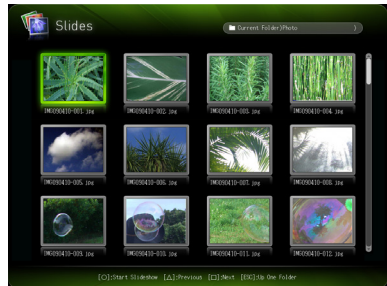 Slides
Current Folder)Photo
IMG090410-001.jpg IMG090410-002.jpg IMG090410-003.jpg IMG090410-004.jpg
IMG090410-005.jpg IMG090410-006.jpg IMG090410-007.jpg IMG090410-008.jpg
IMG090410-009.jpg IMG090410-010.jpg IMG090410-011.jpg IMG090410-012.jpg
[○]:Start Slideshow [△]:Previous [□]:Next [ESC]:Up One Folder